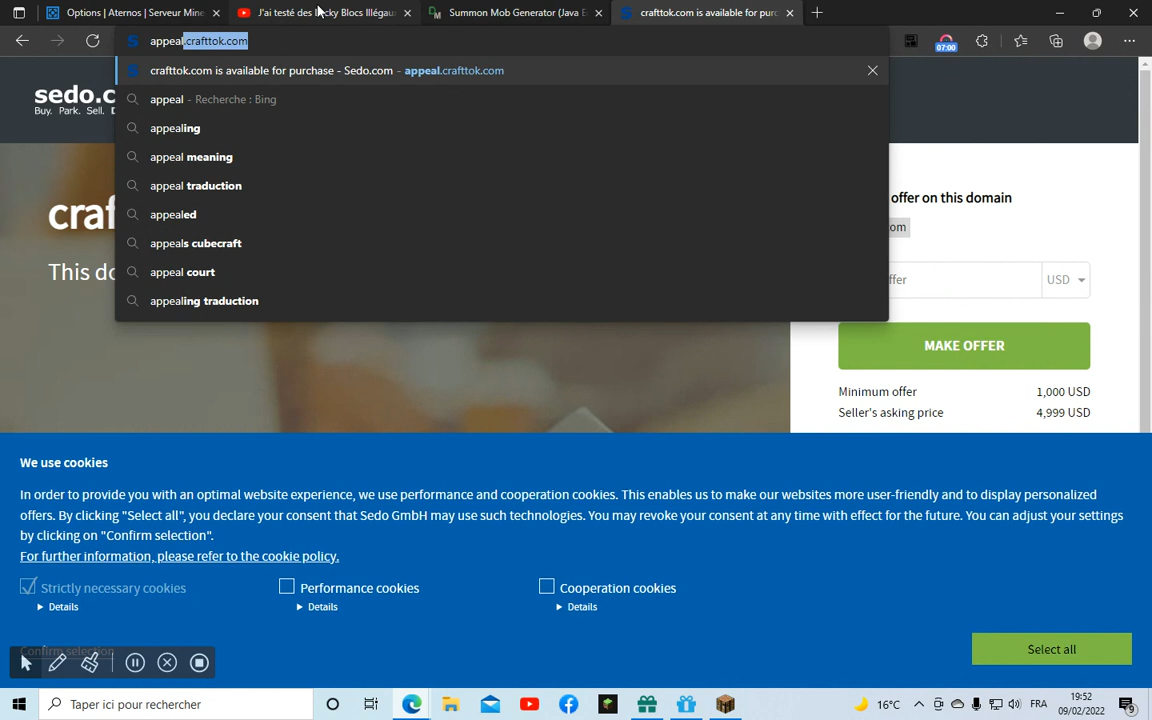 Options | Aternos | Serveur Mine
J'ai testé des Lucky Blocs Illégau
Summon Mob Generator (Java E
crafttok.com is available for purc
appeal.crafttok.com
07:00
crafttok.com is available for purchase - Sedo.com - appeal.crafttok.com
appeal - Recherche : Bing
appealing
appeal meaning
appeal traduction
appealed
appeals cubecraft
appeal court
appealing traduction
sedo.c
Buy. Park. Sell. D
craf
This do
offer on this domain
om
ffer
USD
MAKE OFFER
Minimum offer 1,000 USD
Seller's asking price 4,999 USD
We use cookies
In order to provide you with an optimal website experience, we use performance and cooperation cookies. This enables us to make our websites more user-friendly and to display personalized
offers. By clicking "Select all", you declare your consent that Sedo GmbH may use such technologies. You may revoke your consent at any time with effect for the future. You can adjust your settings
by clicking on "Confirm selection".
For further information, please refer to the cookie policy.
Strictly necessary cookies Performance cookies Cooperation cookies
Details Details Details
Confirm selection
Select all
Taper ici pour rechercher
16°C
FRA
19:52
09/02/2022
9